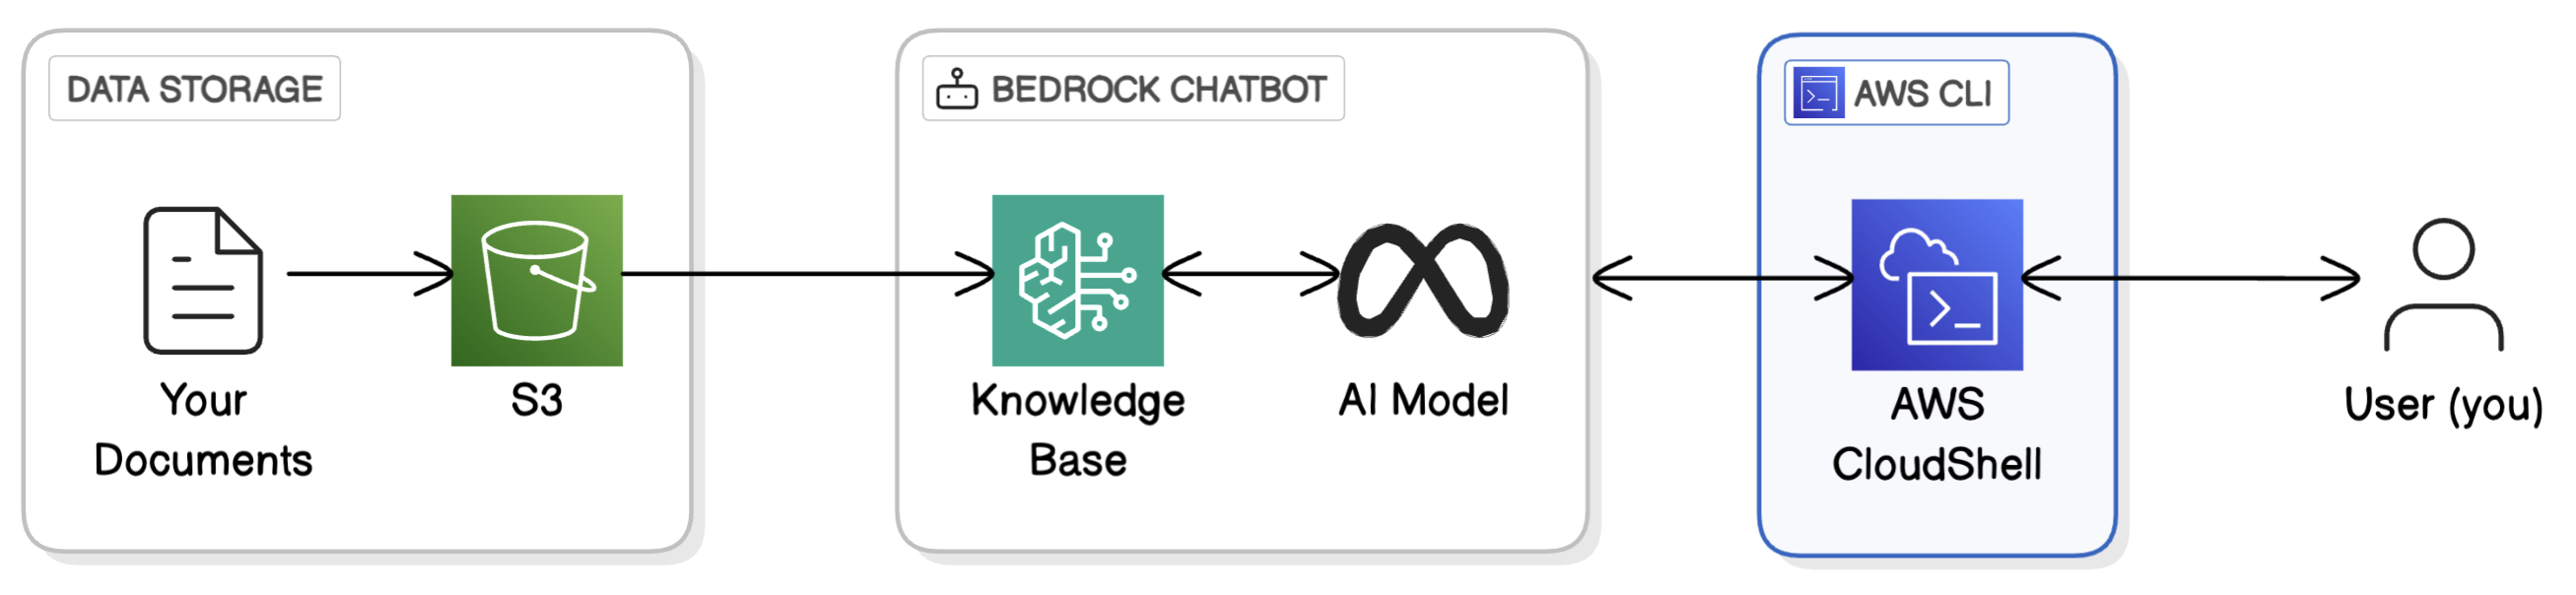 DATA STORAGE
Your
Documents
S3
BEDROCK CHATBOT
Knowledge
Base
AI Model
AWS CLI
AWS
CloudShell
User (you)